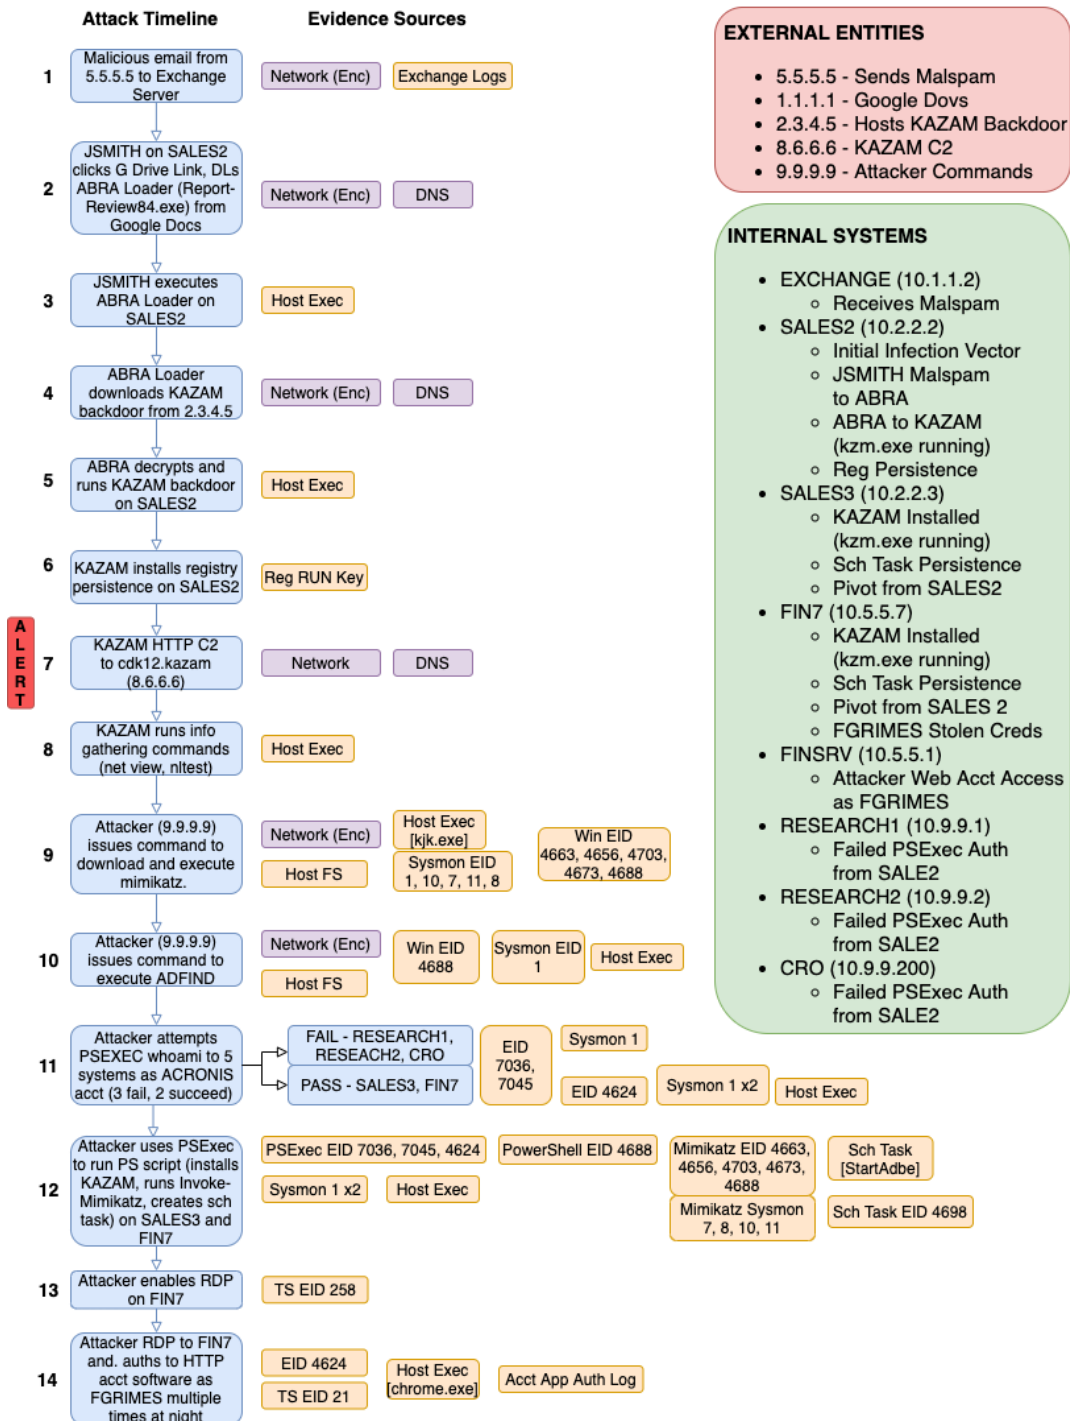 Attack Timeline
Evidence Sources
1
Malicious email from
5.5.5.5 to Exchange
Server
Network (Enc)
Exchange Logs
2
JSMITH on SALES2
clicks G Drive Link, DLs
ABRA Loader (Report-
Review84.exe) from
Google Docs
Network (Enc)
DNS
3
JSMITH executes
ABRA Loader on
SALES2
Host Exec
4
ABRA Loader
downloads KAZAM
backdoor from 2.3.4.5
Network (Enc)
DNS
5
ABRA decrypts and
runs KAZAM backdoor
on SALES2
Host Exec
6
KAZAM installs registry
persistence on SALES2
Reg RUN Key
A
L
E
R
T
7
KAZAM HTTP C2
to cdk12.kazam
(8.6.6.6)
Network
DNS
8
KAZAM runs info
gathering commands
(net view, nltest)
Host Exec
9
Attacker (9.9.9.9)
issues command to
download and execute
mimikatz.
Network (Enc)
Host FS
Host Exec
[kjk.exe]
Sysmon EID
1, 10, 7, 11, 8
Win EID
4663, 4656, 4703,
4673, 4688
10
Attacker (9.9.9.9)
issues command to
execute ADFIND
Network (Enc)
Host FS
Win EID
4688
Sysmon EID
1
Host Exec
11
Attacker attempts
PSEXEC whoami to 5
systems as ACRONIS
acct (3 fail, 2 succeed)
FAIL - RESEARCH1,
RESEACH2, CRO
PASS - SALES3, FIN7
EID
7036,
7045
Sysmon 1
EID 4624
Sysmon 1 x2
Host Exec
12
Attacker uses PSExec
to run PS script (installs
KAZAM, runs Invoke-
Mimikatz, creates sch
task) on SALES3 and
FIN7
PSExec EID 7036, 7045, 4624
Sysmon 1 x2
Host Exec
PowerShell EID 4688
Mimikatz EID 4663,
4656, 4703, 4673,
4688
Mimikatz Sysmon
7, 8, 10, 11
Sch Task
[StartAdbe]
Sch Task EID 4698
13
Attacker enables RDP
on FIN7
TS EID 258
14
Attacker RDP to FIN7
and. auths to HTTP
acct software as
FGRIMES multiple
times at night
EID 4624
TS EID 21
Host Exec
[chrome.exe]
Acct App Auth Log
EXTERNAL ENTITIES
• 5.5.5.5 - Sends Malspam
• 1.1.1.1 - Google Dovs
• 2.3.4.5 - Hosts KAZAM Backdoor
• 8.6.6.6 - KAZAM C2
• 9.9.9.9 - Attacker Commands
INTERNAL SYSTEMS
• EXCHANGE (10.1.1.2)
○ Receives Malspam
• SALES2 (10.2.2.2)
○ Initial Infection Vector
○ JSMITH Malspam
to ABRA
○ ABRA to KAZAM
(kzm.exe running)
○ Reg Persistence
• SALES3 (10.2.2.3)
○ KAZAM Installed
(kzm.exe running)
○ Sch Task Persistence
○ Pivot from SALES2
• FIN7 (10.5.5.7)
○ KAZAM Installed
(kzm.exe running)
○ Sch Task Persistence
○ Pivot from SALES 2
○ FGRIMES Stolen Creds
• FINSRV (10.5.5.1)
○ Attacker Web Acct Access
as FGRIMES
• RESEARCH1 (10.9.9.1)
○ Failed PSExec Auth
from SALE2
• RESEARCH2 (10.9.9.2)
○ Failed PSExec Auth
from SALE2
• CRO (10.9.9.200)
○ Failed PSExec Auth
from SALE2